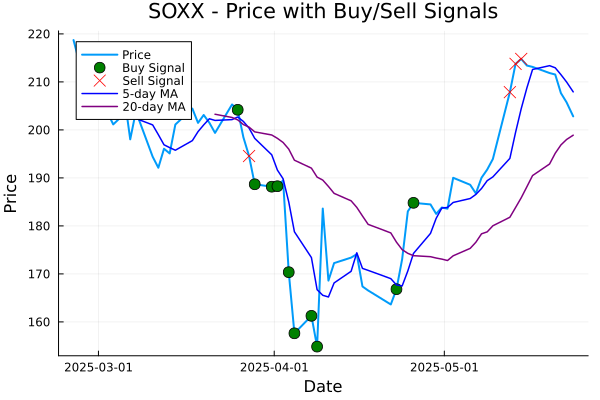 SOXX - Price with Buy/Sell Signals
220
210
200
190
180
170
160
Price
Price
Buy Signal
Sell Signal
5-day MA
20-day MA
2025-03-01
2025-04-01
2025-05-01
Date